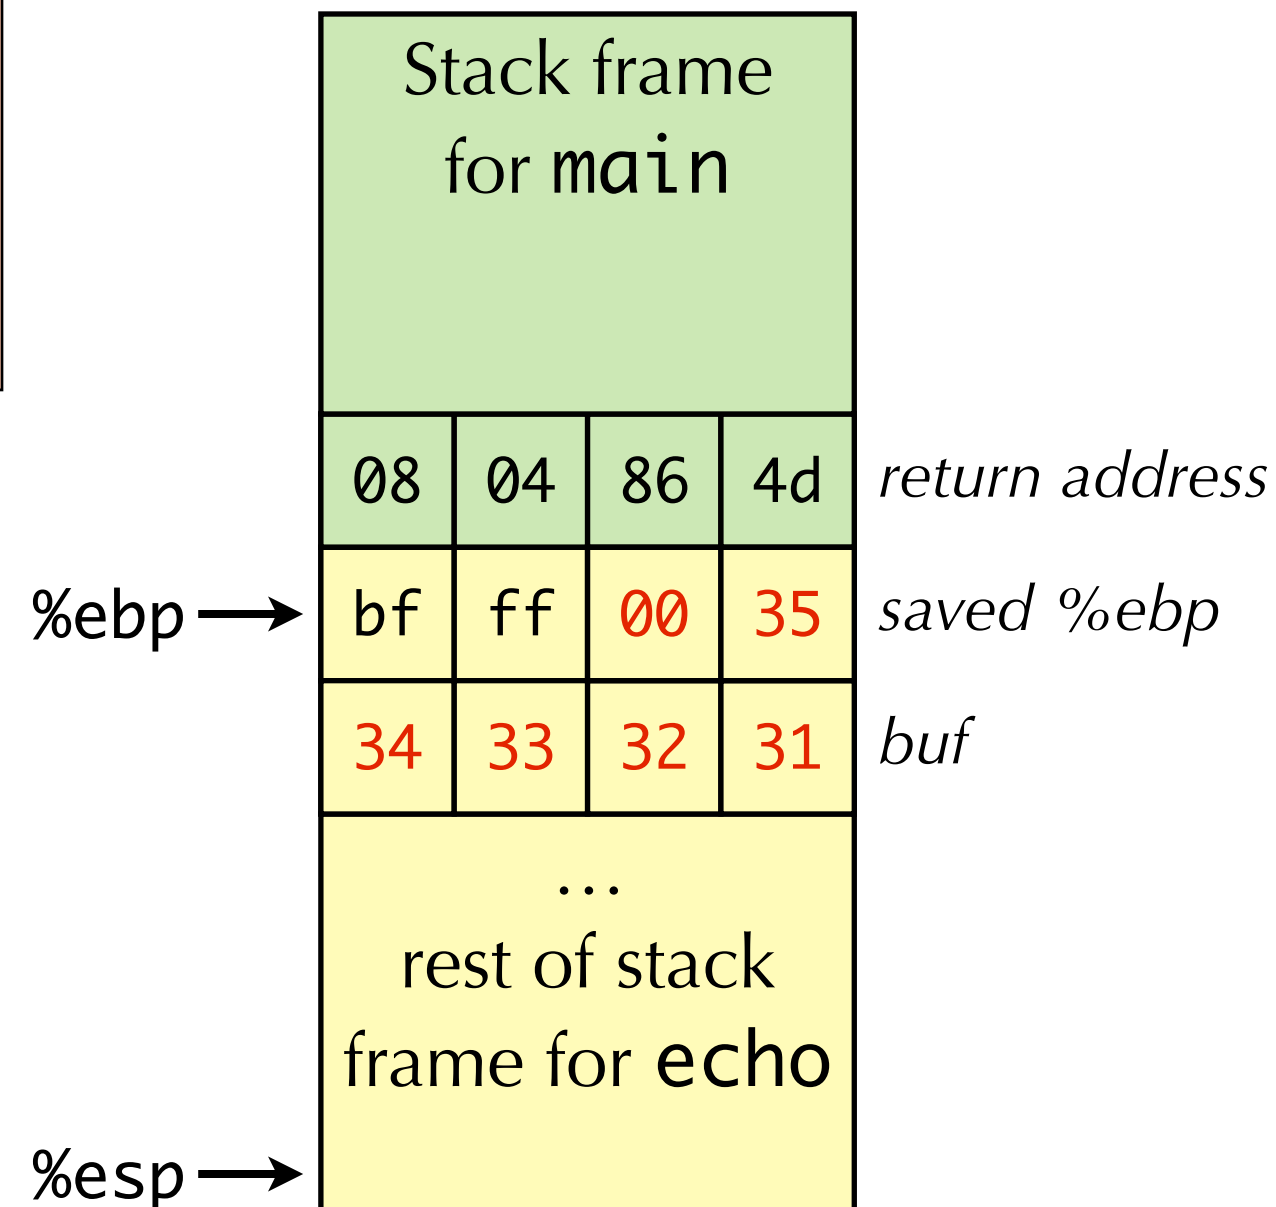 Stack frame
for main
08 04 86 4d return address
%ebp bf ff 00 35 saved %ebp
34 33 32 31 buf
...
rest of stack
frame for echo
%esp